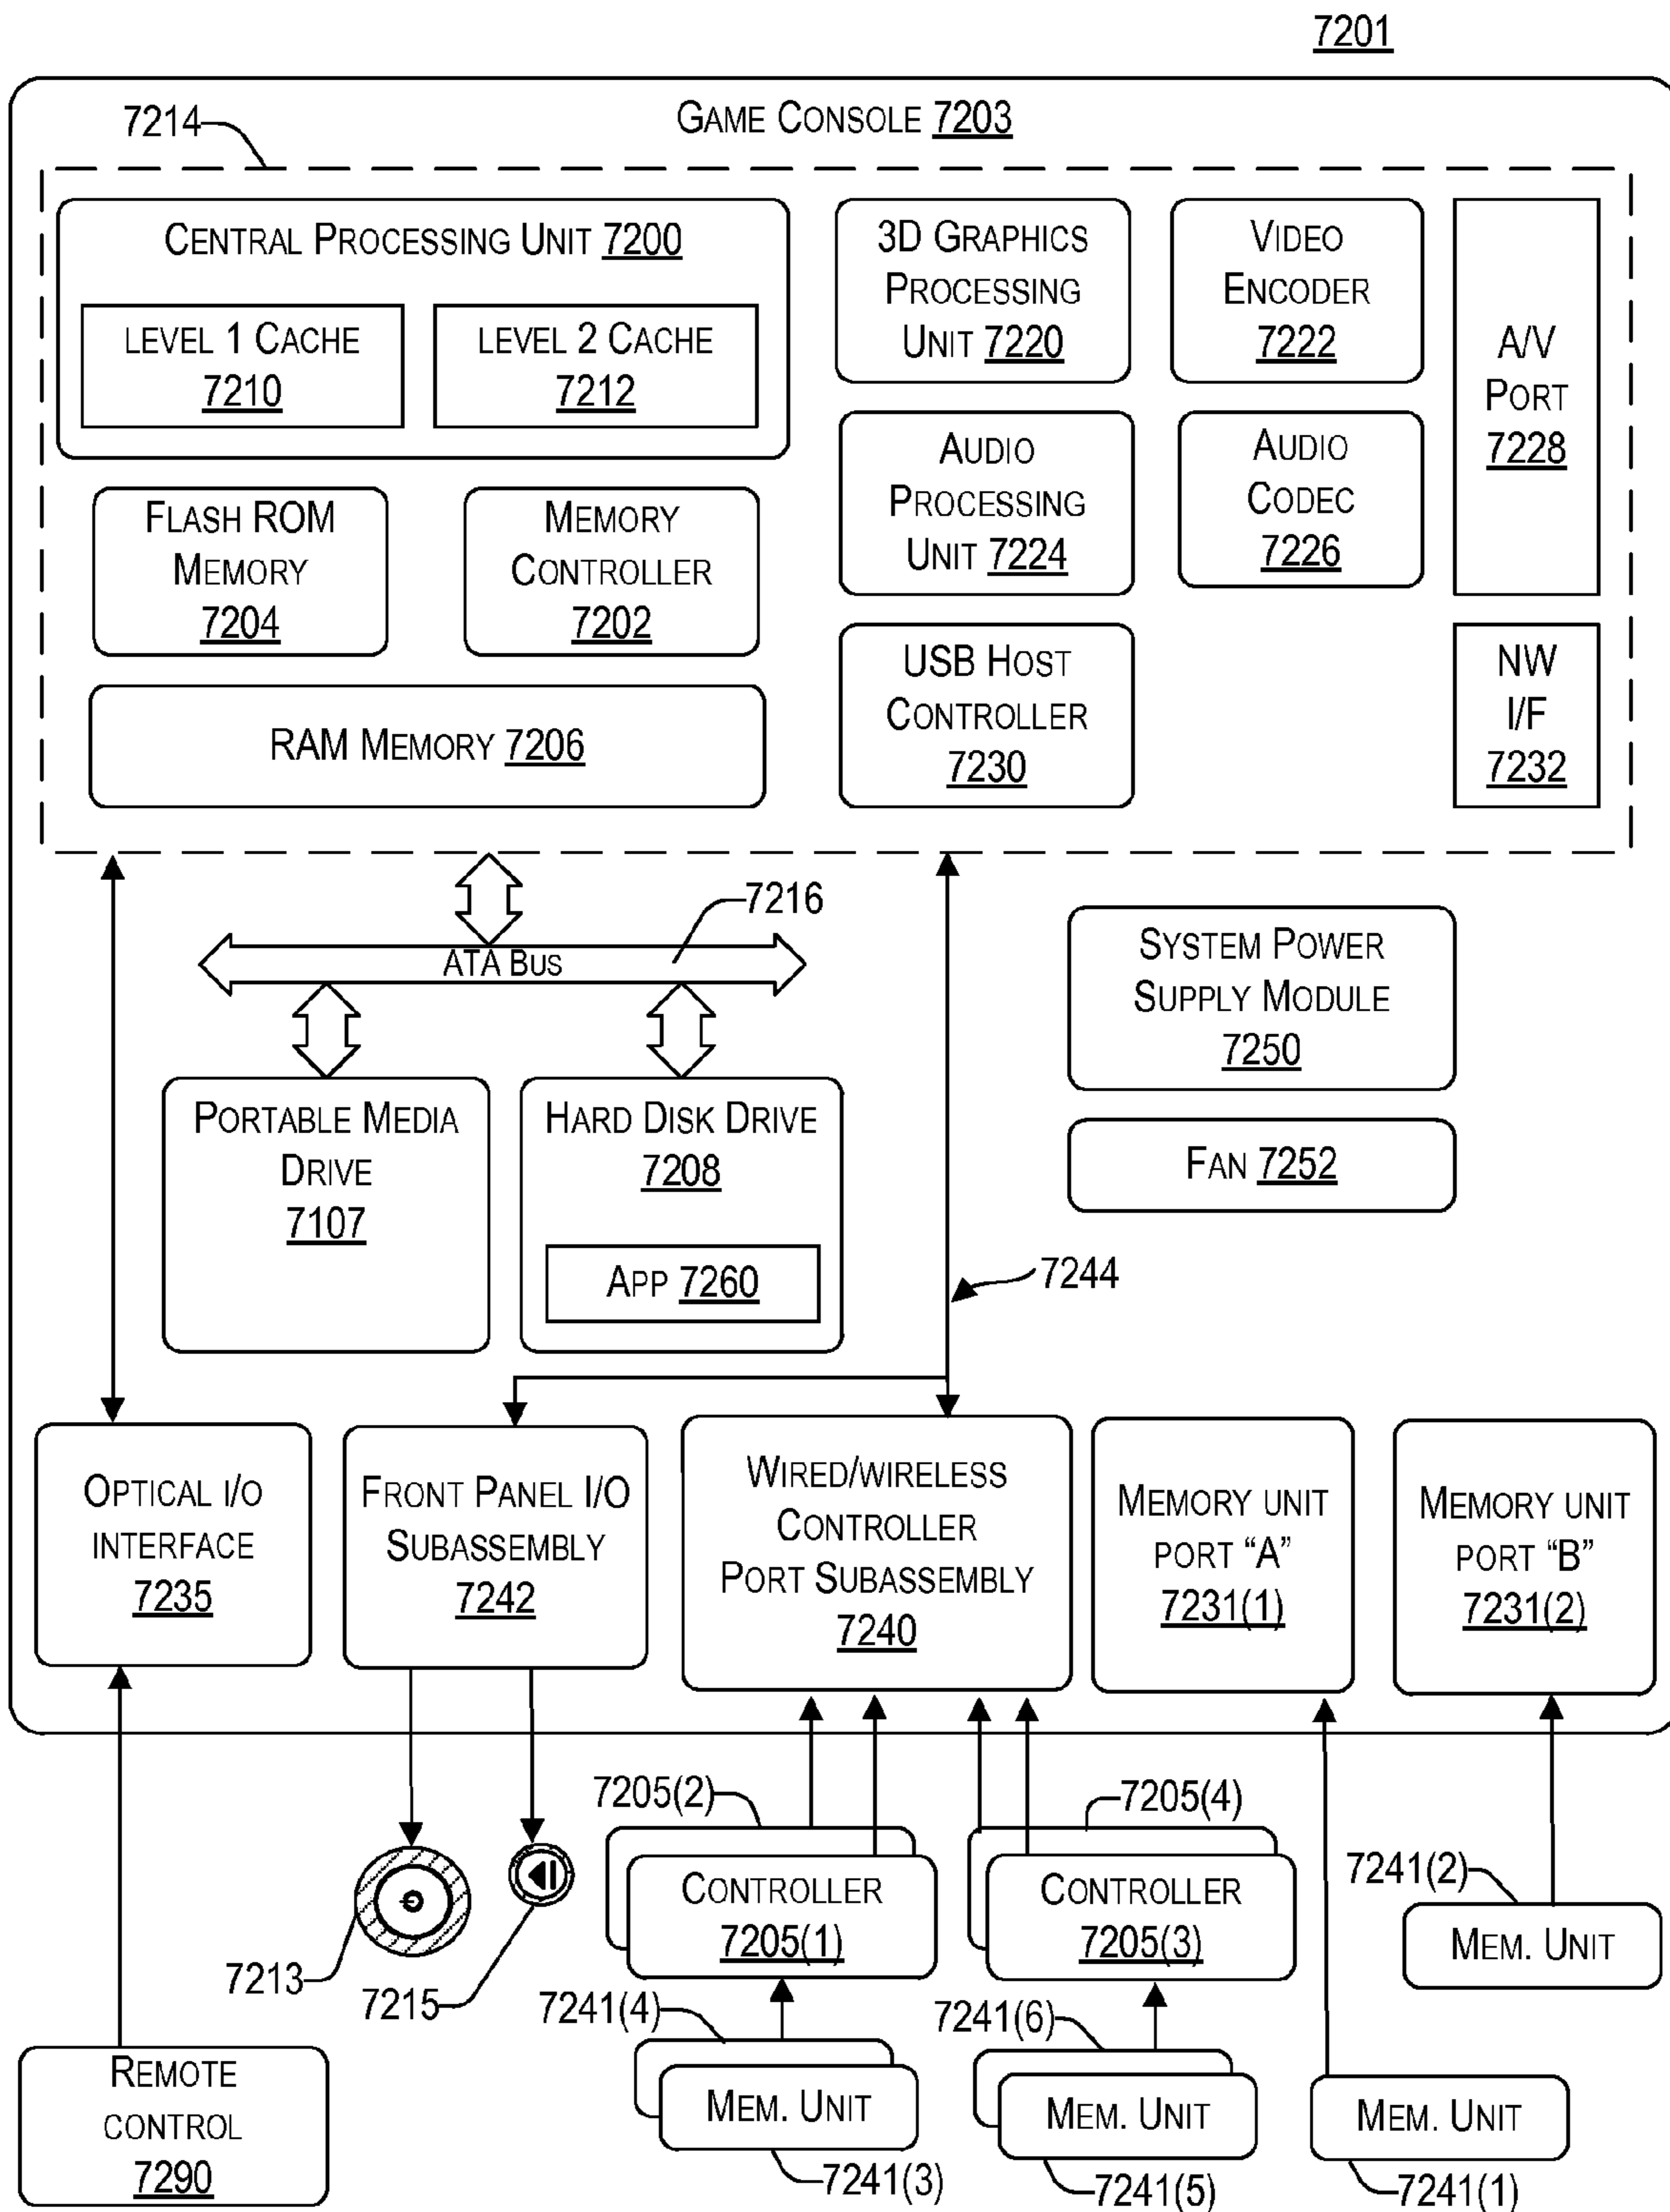 7201
GAME CONSOLE 7203
7214
CENTRAL PROCESSING UNIT 7200
LEVEL 1 CACHE
7210
LEVEL 2 CACHE
7212
3D GRAPHICS
PROCESSING
UNIT 7220
VIDEO
ENCODER
7222
A/V
PORT
7228
FLASH ROM
MEMORY
7204
MEMORY
CONTROLLER
7202
AUDIO
PROCESSING
UNIT 7224
AUDIO
CODEC
7226
RAM MEMORY 7206
USB HOST
CONTROLLER
7230
NW
I/F
7232
7216
ATA BUS
SYSTEM POWER
SUPPLY MODULE
7250
PORTABLE MEDIA
DRIVE
7107
HARD DISK DRIVE
7208
APP 7260
FAN 7252
7244
OPTICAL I/O
INTERFACE
7235
FRONT PANEL I/O
SUBASSEMBLY
7242
WIRED/WIRELESS
CONTROLLER
PORT SUBASSEMBLY
7240
MEMORY UNIT
PORT “A”
7231(1)
MEMORY UNIT
PORT “B”
7231(2)
7205(2)
7205(4)
CONTROLLER
7205(1)
CONTROLLER
7205(3)
7241(2)
MEM. UNIT
7213
7215
7241(4)
7241(6)
REMOTE
CONTROL
7290
MEM. UNIT
7241(3)
MEM. UNIT
7241(5)
MEM. UNIT
7241(1)